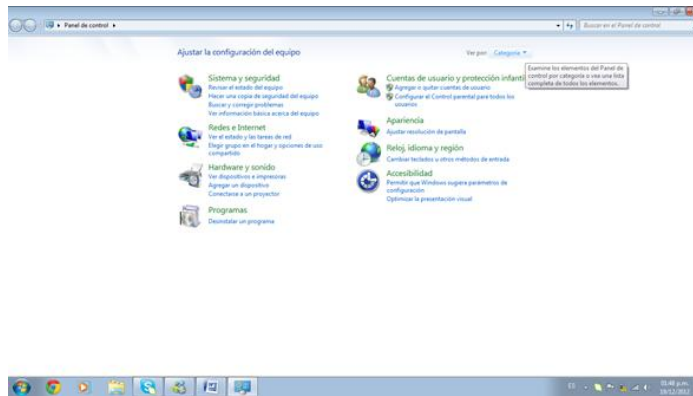 Panel de control
Buscar en el Panel de control
Ajustar la configuración del equipo
Ver por: Categoría
Examine los elementos del Panel de
control por categoría o vea una lista
completa de todos los elementos.
Sistema y seguridad
Revisar el estado del equipo
Hacer una copia de seguridad del equipo
Buscar y corregir problemas
Ver información básica acerca del equipo
Redes e Internet
Ver el estado y las tareas de red
Elegir grupo en el hogar y opciones de uso
compartido
Hardware y sonido
Ver dispositivos e impresoras
Agregar un dispositivo
Conectarse a un proyector
Programas
Desinstalar un programa
Cuentas de usuario y protección infantil
Agregar o quitar cuentas de usuario
Configurar el Control parental para todos los
usuarios
Apariencia
Ajustar resolución de pantalla
Reloj, idioma y región
Cambiar teclados u otros métodos de entrada
Accesibilidad
Permitir que Windows sugiera parámetros de
configuración
Optimizar la presentación visual
ES
01:48 p.m.
19/12/2012